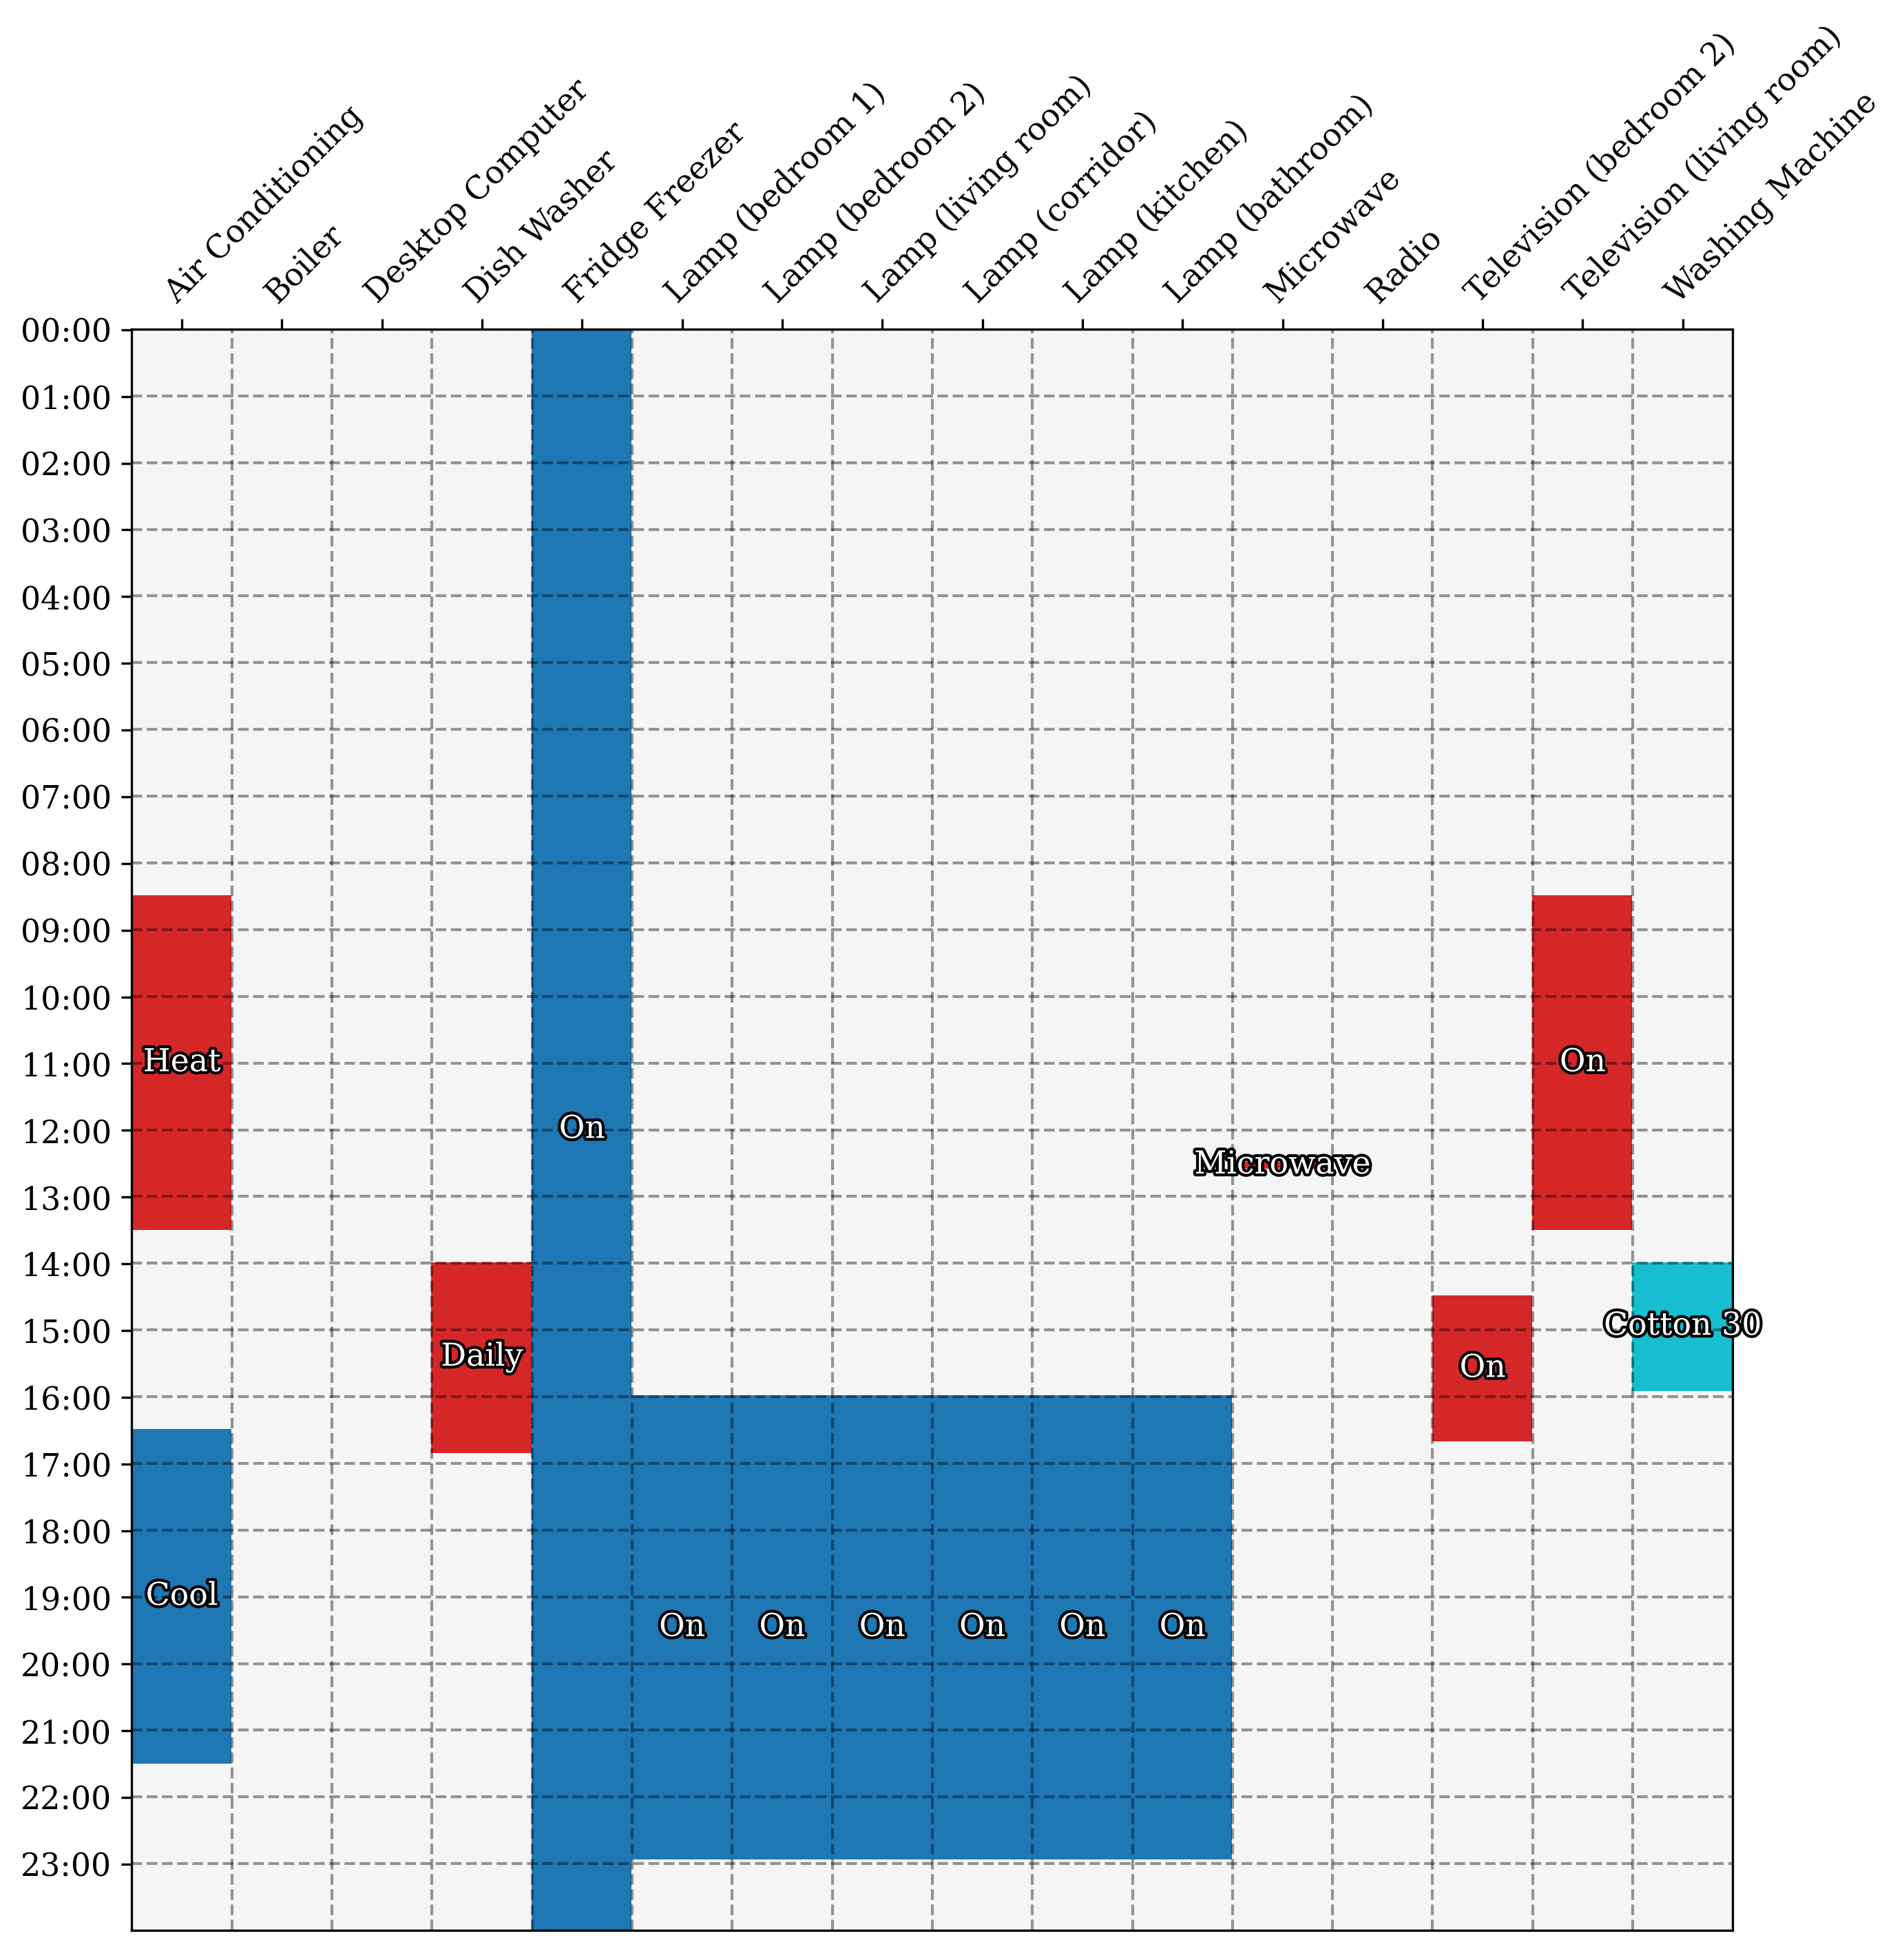 Air Conditioning
Boiler
Desktop Computer
Dish Washer
Fridge Freezer
Lamp (bedroom 1)
Lamp (bedroom 2)
Lamp (living room)
Lamp (corridor)
Lamp (kitchen)
Lamp (bathroom)
Microwave
Radio
Television (bedroom 2)
Television (living room)
Washing Machine
00:00
01:00
02:00
03:00
04:00
05:00
06:00
07:00
08:00
09:00
10:00
11:00
Heat
On
12:00
On
Microwave
13:00
14:00
15:00
Cotton 30
Daily
On
16:00
17:00
18:00
19:00
Cool
On
On
On
On
On
On
20:00
21:00
22:00
23:00